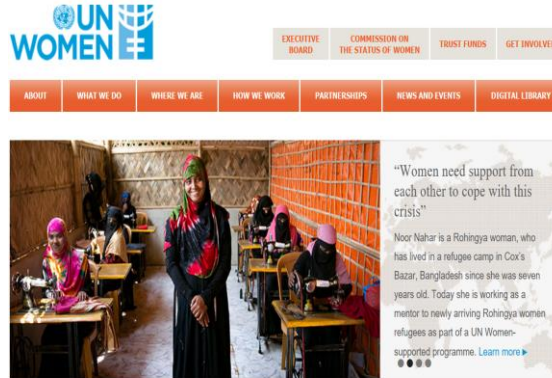 UN
WOMEN
EXECUTIVE
BOARD
COMMISSION ON
THE STATUS OF WOMEN
TRUST FUNDS
GET INVOLVED
ABOUT
WHAT WE DO
WHERE WE ARE
HOW WE WORK
PARTNERSHIPS
NEWS AND EVENTS
DIGITAL LIBRARY
“Women need support from
each other to cope with this
crisis”
Noor Nahar is a Rohingya woman, who
has lived in a refugee camp in Cox's
Bazar, Bangladesh since she was seven
years old. Today she is working as a
mentor to newly arriving Rohingya women
refugees as part of a UN Women-
supported programme. Learn more